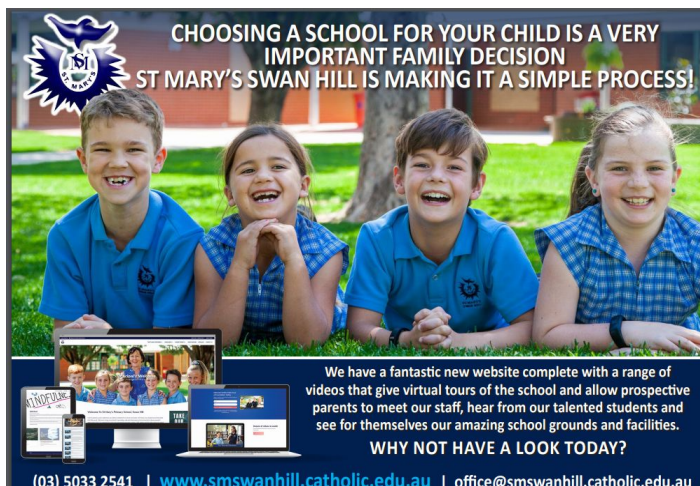 CHOOSING A SCHOOL FOR YOUR CHILD IS A VERY
IMPORTANT FAMILY DECISION
ST MARY'S SWAN HILL IS MAKING IT A SIMPLE PROCESS!
SM
ST. MARY'S
MINDFUL
TAKE
OUR
We have a fantastic new website complete with a range of
videos that give virtual tours of the school and allow prospective
parents to meet our staff, hear from our talented students and
see for themselves our amazing school grounds and facilities.
WHY NOT HAVE A LOOK TODAY?
(03) 5033 2541 | www.smswanhill.catholic.edu.au | office@smswanhill.catholic.edu.au